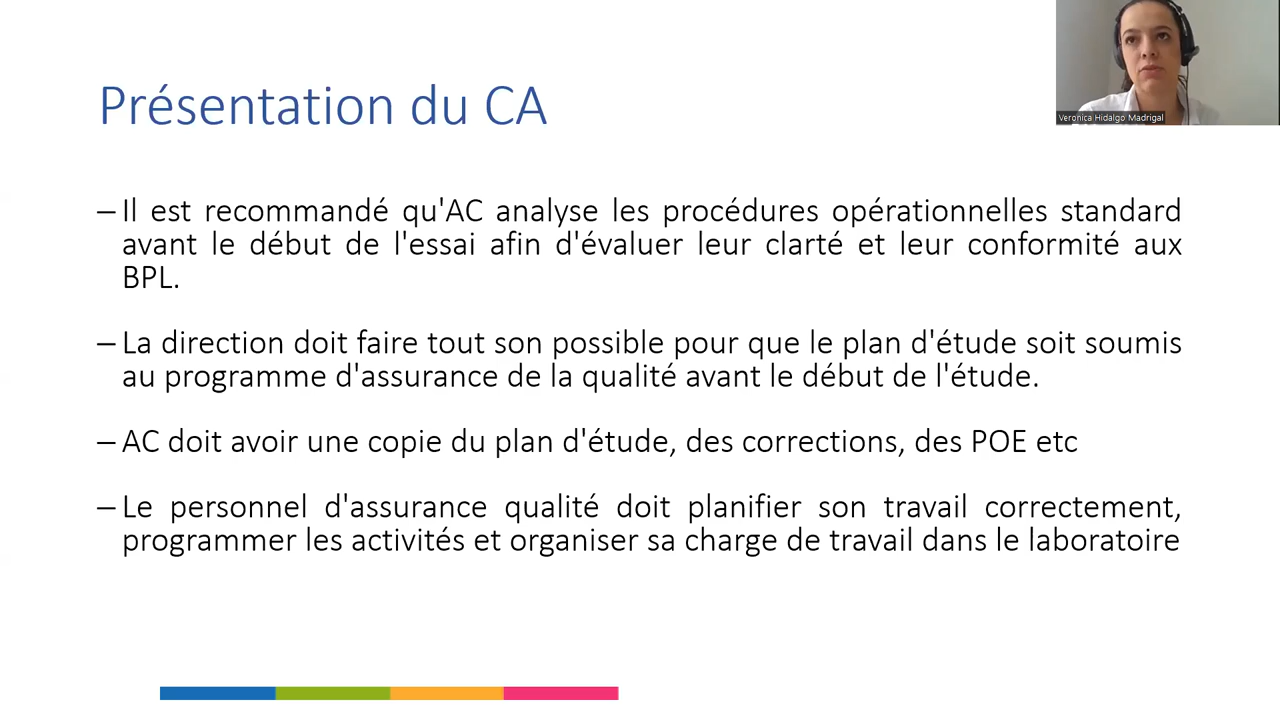 Présentation du CA
Veronica Hidalgo Madrigal
– Il est recommandé qu'AC analyse les procédures opérationnelles standard
avant le début de l'essai afin d'évaluer leur clarté et leur conformité aux
BPL.
– La direction doit faire tout son possible pour que le plan d'étude soit soumis
au programme d'assurance de la qualité avant le début de l'étude.
– AC doit avoir une copie du plan d'étude, des corrections, des POE etc
– Le personnel d'assurance qualité doit planifier son travail correctement,
programmer les activités et organiser sa charge de travail dans le laboratoire